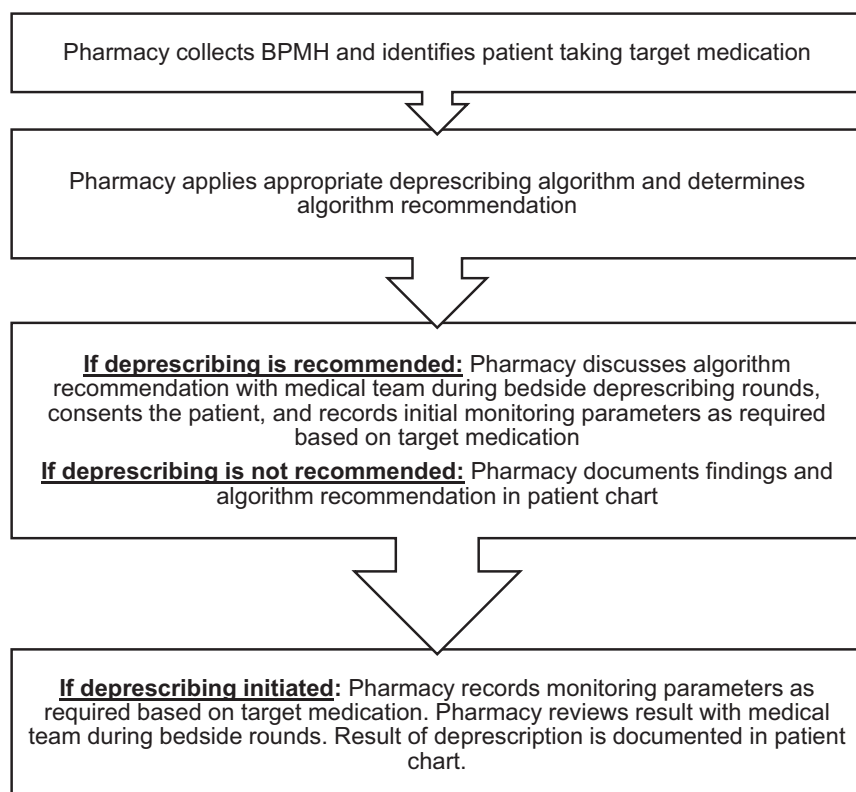 Pharmacy collects BPMH and identifies patient taking target medication
Pharmacy applies appropriate deprescribing algorithm and determines
algorithm recommendation
If deprescribing is recommended: Pharmacy discusses algorithm
recommendation with medical team during bedside deprescribing rounds,
consents the patient, and records initial monitoring parameters as required
based on target medication
If deprescribing is not recommended: Pharmacy documents findings and
algorithm recommendation in patient chart
If deprescribing initiated: Pharmacy records monitoring parameters as
required based on target medication. Pharmacy reviews result with medical
team during bedside rounds. Result of deprescription is documented in patient
chart.